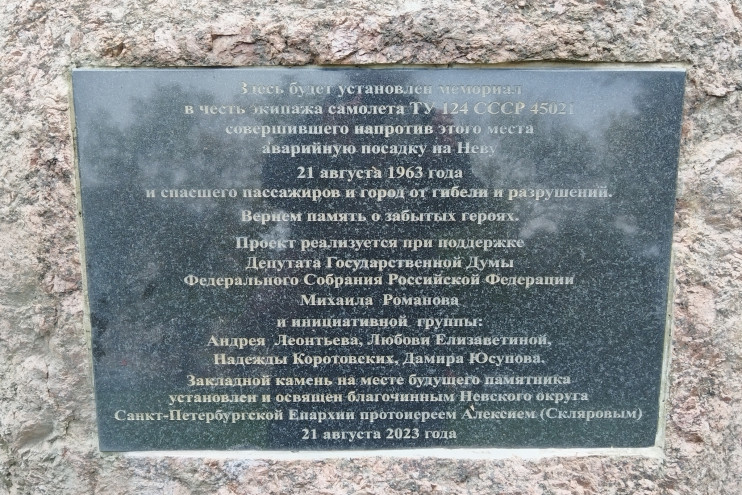 Здесь будет установлен мемориал
в честь экипажа самолета ТУ 124 СССР 45021
совершившего напротив этого места
аварийную посадку на Неву
21 августа 1963 года
и спасшего пассажиров и город от гибели и разрушений.
Вернем память о забытых героях.
Проект реализуется при поддержке
Депутата Государственной Думы
Федерального Собрания Российской Федерации
Михаила Романова
и инициативной группы:
Андрея Леонтьева, Любови Елизаветиной,
Надежды Коротовских, Дамира Юсупова.
Закладной камень на месте будущего памятника
установлен и освящен благочинным Невского округа
Санкт-Петербургской Епархии протоиереем Алексием (Скляровым)
21 августа 2023 года